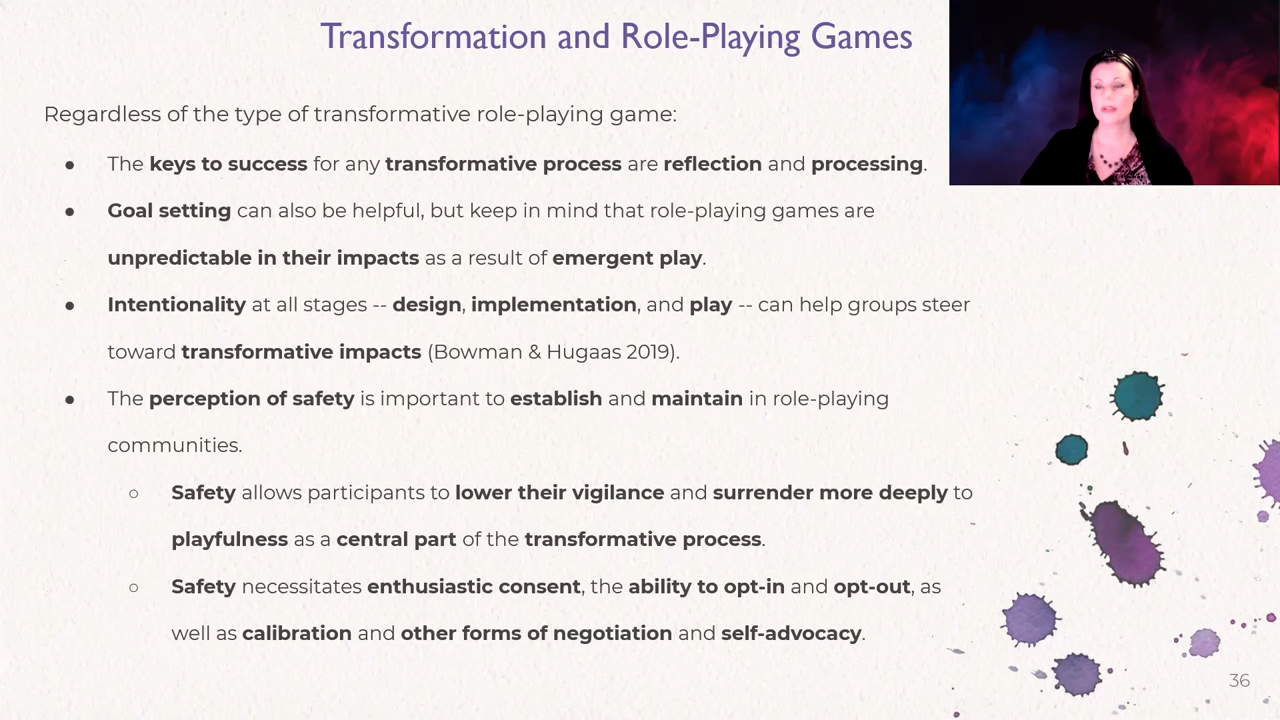 Transformation and Role-Playing Games
Regardless of the type of transformative role-playing game:
● The keys to success for any transformative process are reflection and processing.
● Goal setting can also be helpful, but keep in mind that role-playing games are
unpredictable in their impacts as a result of emergent play.
● Intentionality at all stages -- design, implementation, and play -- can help groups steer
toward transformative impacts (Bowman & Hugaas 2019).
● The perception of safety is important to establish and maintain in role-playing
communities.
○ Safety allows participants to lower their vigilance and surrender more deeply to
playfulness as a central part of the transformative process.
○ Safety necessitates enthusiastic consent, the ability to opt-in and opt-out, as
well as calibration and other forms of negotiation and self-advocacy.
36